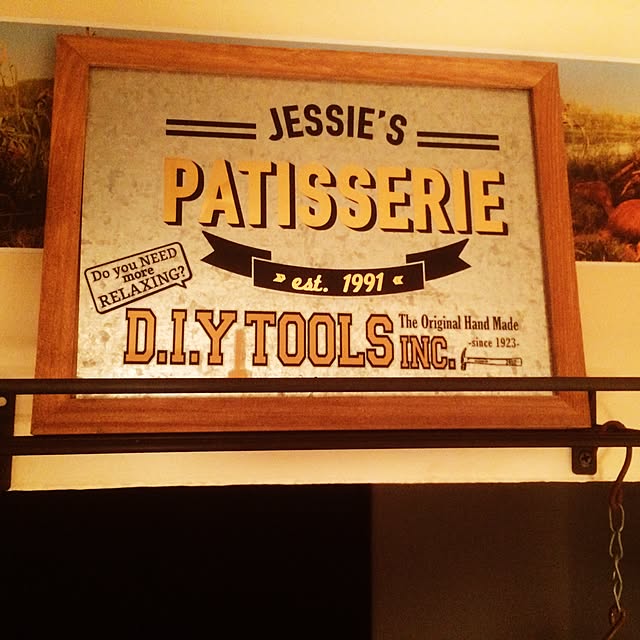 JESSIE'S
PATISSERIE
» est. 1991 «
Do you NEED
more
RELAXING?
D.I.Y TOOLS INC.
The Original Hand Made
-since 1923-